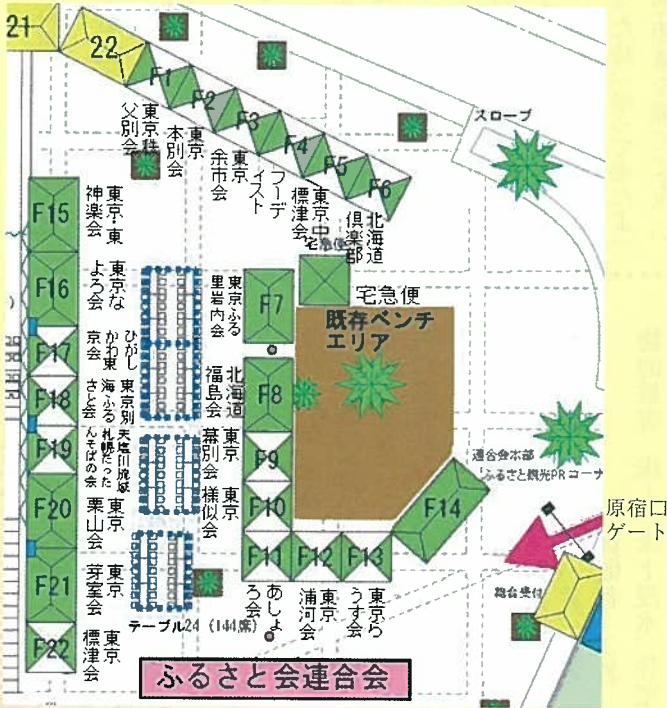 21
22
F1
F2
F3
F4
F5
F6
東京秩
父別会
東京
本別会
東京
余市会
フーデ
ィスト
東京中
標津会
北海道
倶楽部
宅急便
スロープ
F15
東京・東
神楽会
F16
東京な
よろ会
F17
ひがし
かわ東
京会
F18
東京別
海ふる
さと会
F19
天塩川流域
札幌だった
んそばの会
F20
東京
栗山会
F21
東京
芽室会
F22
東京
標津会
テーブル24(144席)
F7
東京ふる
里岩内会
宅急便
既存ベンチ
エリア
F8
北海道
福島会
F9
東京
幕別会
F10
東京
様似会
F11
あしょ
ろ会
F12
東京
浦河会
F13
東京ら
うす会
F14
連合会本部
「ふるさと観光PRコーナ
原宿口
ゲート
総合受付
ふるさと会連合会